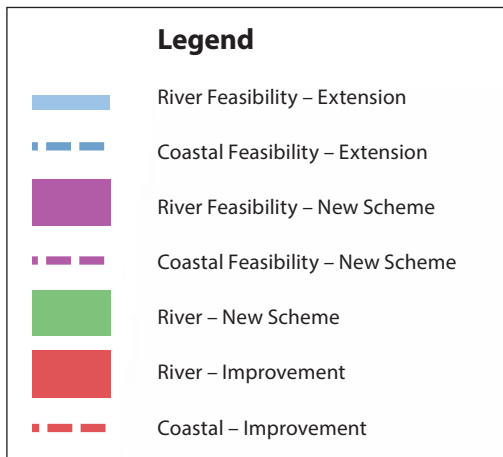 Legend
River Feasibility – Extension
Coastal Feasibility – Extension
River Feasibility – New Scheme
Coastal Feasibility – New Scheme
River – New Scheme
River – Improvement
Coastal – Improvement